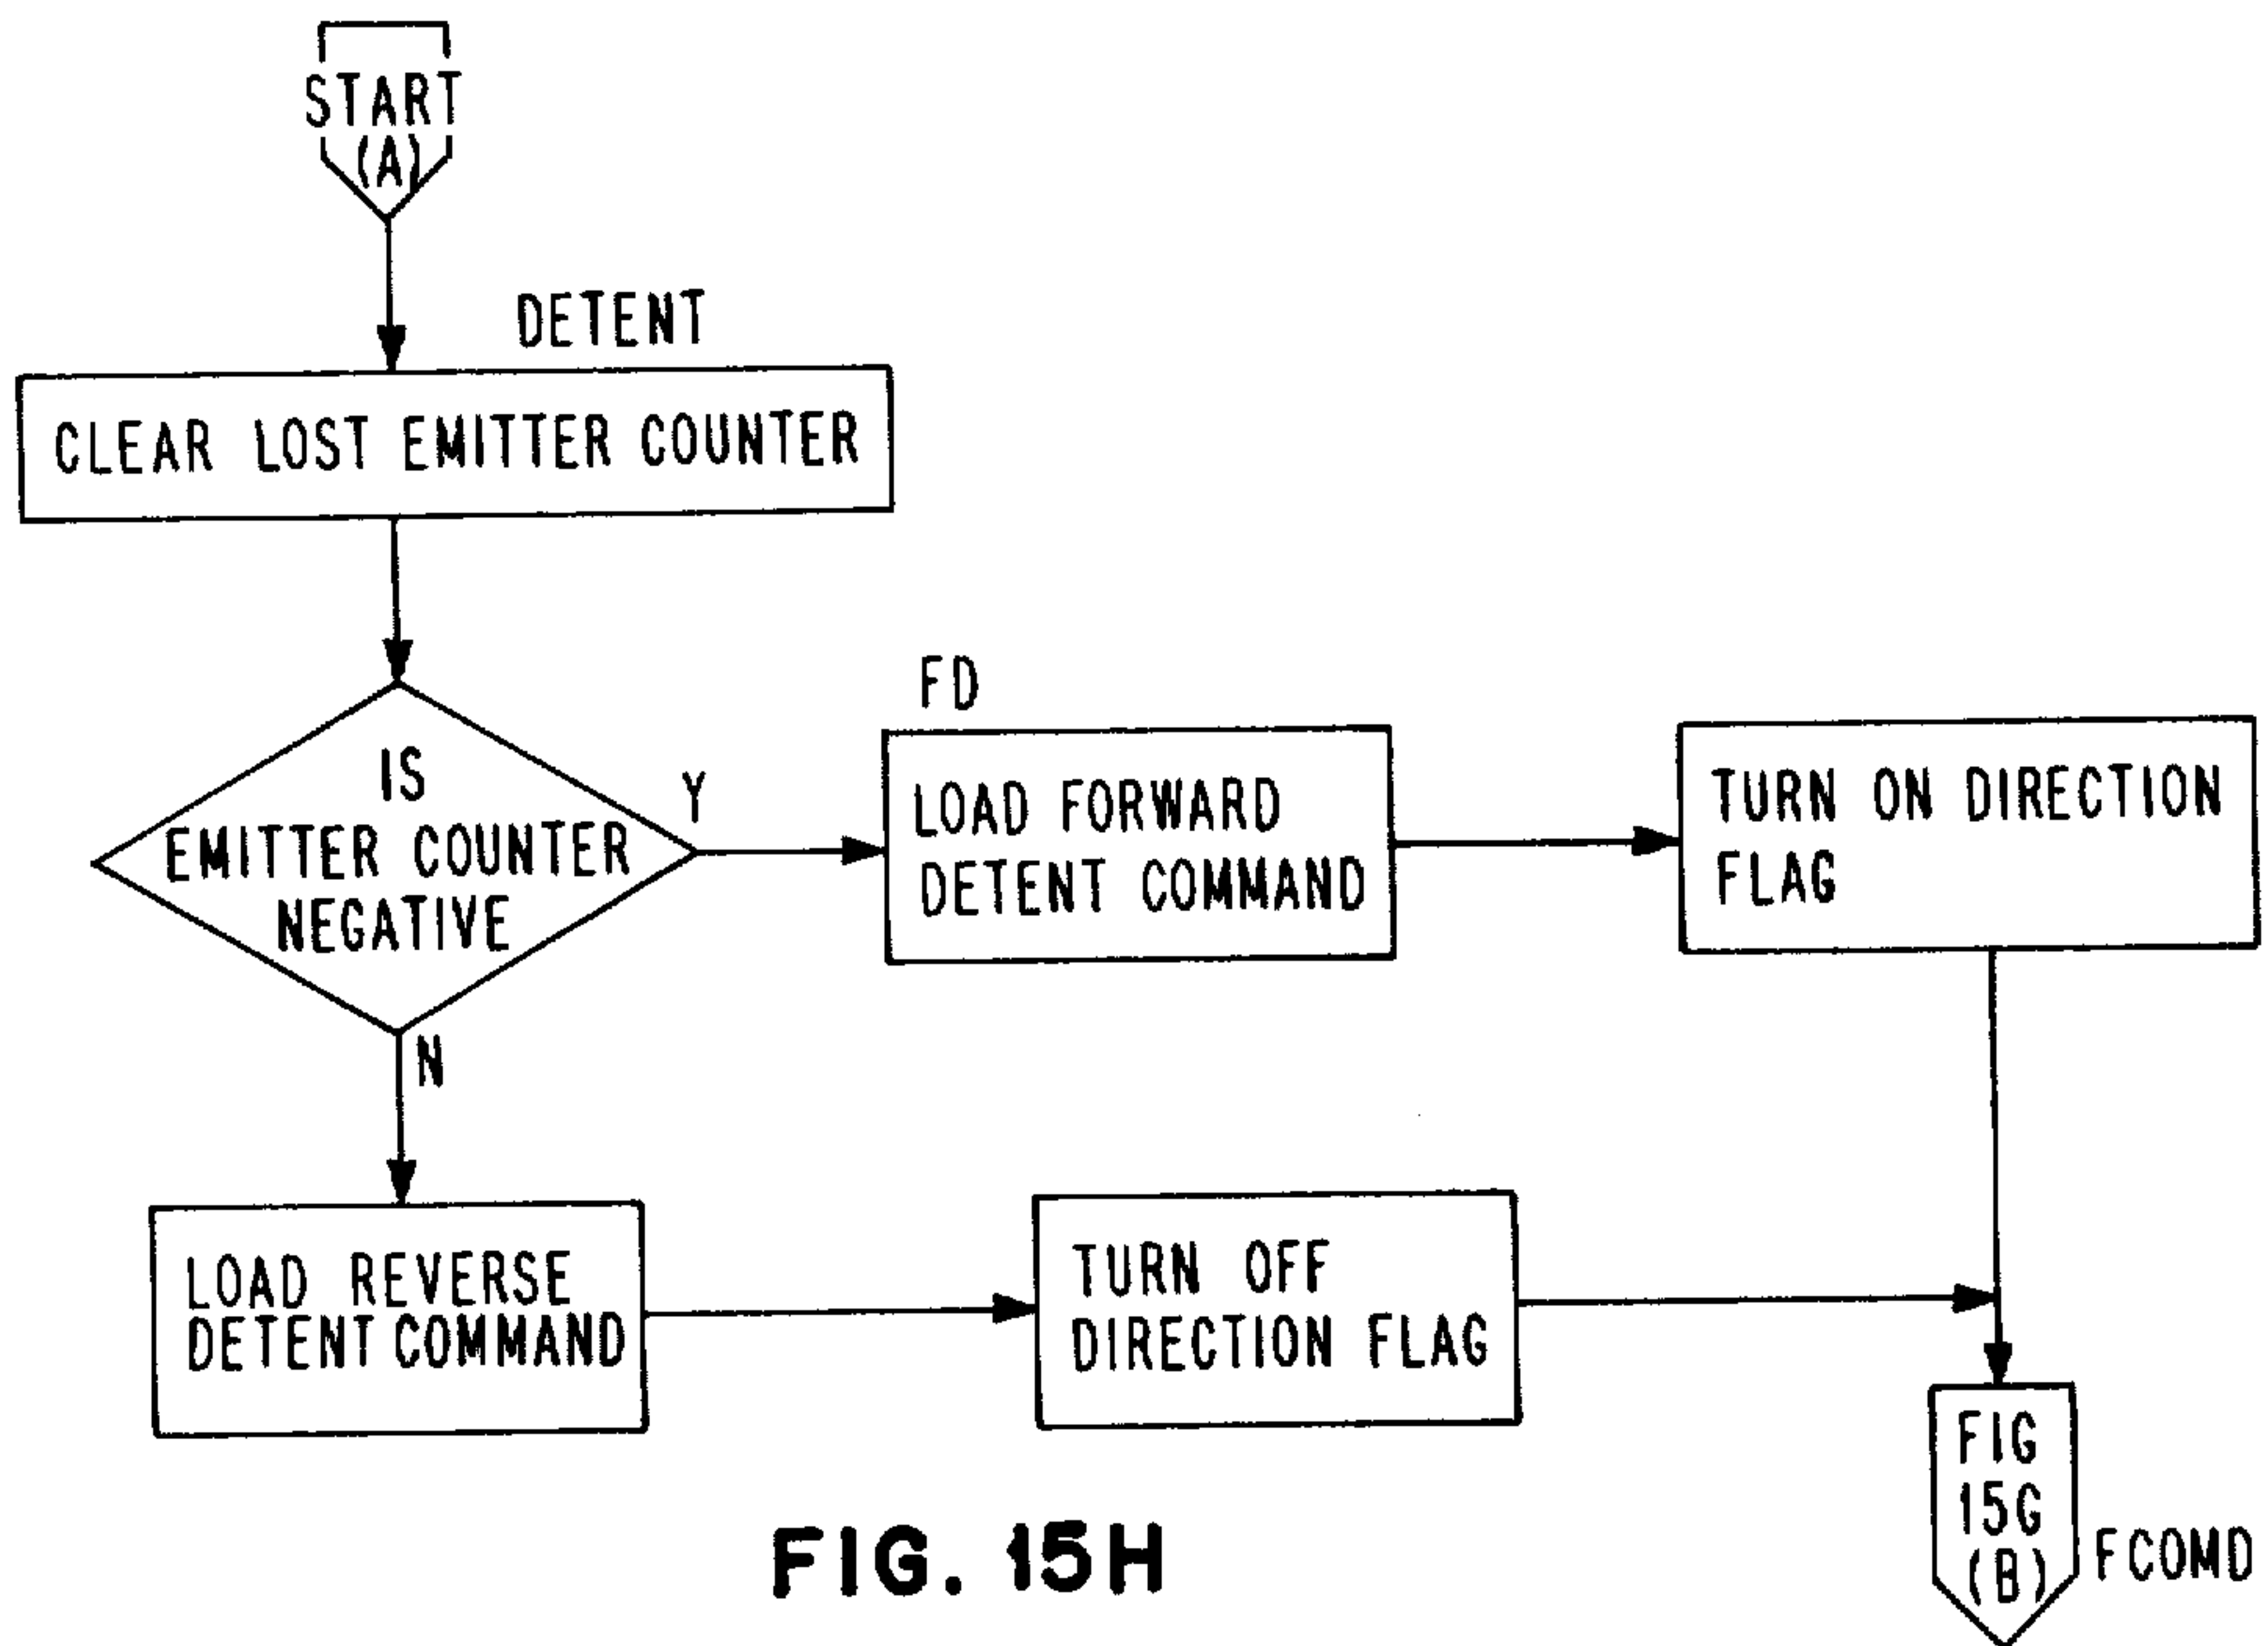 START
(A)
DETENT
CLEAR LOST EMITTER COUNTER
IS
EMITTER COUNTER
NEGATIVE
Y
N
FD
LOAD FORWARD
DETENT COMMAND
TURN ON DIRECTION
FLAG
LOAD REVERSE
DETENT COMMAND
TURN OFF
DIRECTION FLAG
FIG
15G
(B)
FCOMD
FIG. 15H